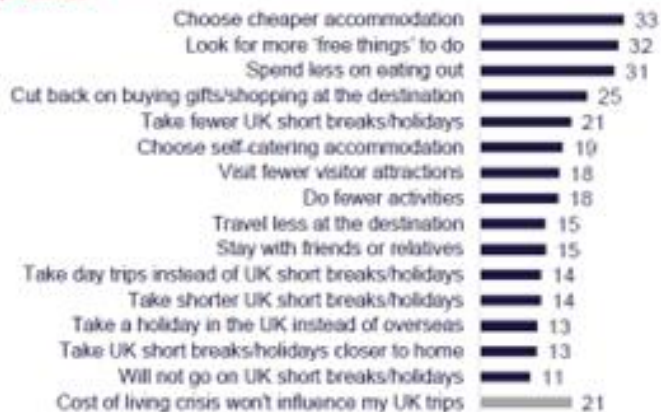 Choose cheaper accommodation 33
Look for more 'free things' to do 32
Spend less on eating out 31
Cut back on buying gifts/shopping at the destination 25
Take fewer UK short breaks/holidays 21
Choose self-catering accommodation 19
Visit fewer visitor attractions 18
Do fewer activities 18
Travel less at the destination 15
Stay with friends or relatives 15
Take day trips instead of UK short breaks/holidays 14
Take shorter UK short breaks/holidays 14
Take a holiday in the UK instead of overseas 13
Take UK short breaks/holidays closer to home 13
Will not go on UK short breaks/holidays 11
Cost of living crisis won't influence my UK trips 21